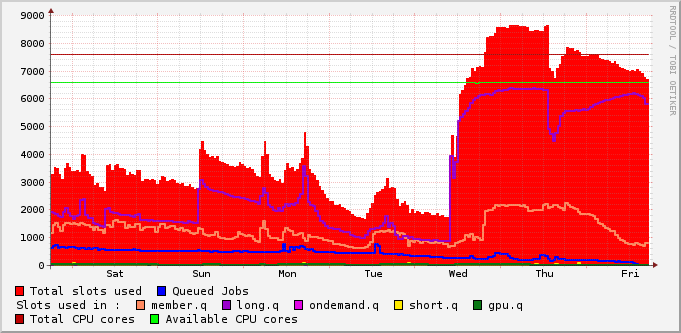 9000
8000
7000
6000
5000
4000
3000
2000
1000
0
Sat Sun Mon Tue Wed Thu Fri
RRDTOOL / TOBI OETIKER
Total slots used Queued Jobs
Slots used in : member.q long.q ondemand.q short.q gpu.q
Total CPU cores Available CPU cores